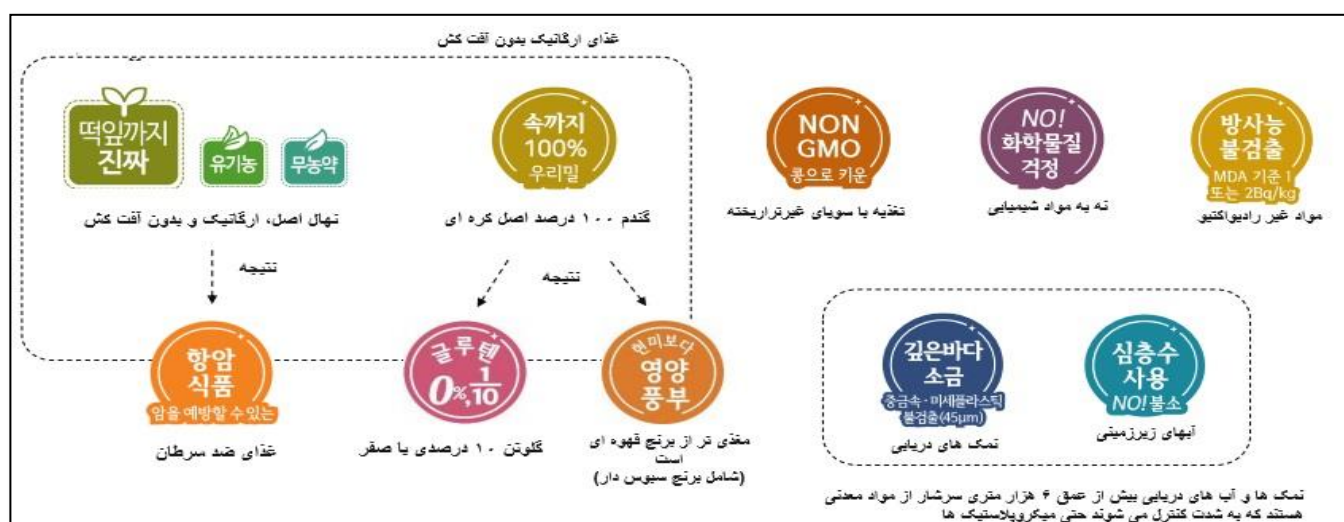 غذای ارگانیک بدون آفت کش
떡잎까지
진짜
유기농
무농약
속까지
100%
우리밀
NON
GMO
콩으로 키운
NO!
화학물질
걱정
방사능
불검출
MDA 기준 1
또는 2Bq/kg
نهال اصل، ارگانیک و بدون آفت کش
گندم ۱۰۰ درصد اصل کره ای
تغذیه با سویای غیرتراریخته
نه به مواد شیمیایی
مواد غیر رادیواکتیو
نتیجه
نتیجه
항암
식품
암을 예방할 수 있는
글루텐
0%, 1/10
현미보다
영양
풍부
깊은바다
소금
중금속·미세플라스틱
불검출(45μm)
심층수
사용
NO! 불소
غذای ضد سرطان
گلوتن ۱۰ درصدی یا صفر
مغذی تر از برنج قهوه ای
است
(شامل برنج سبوس دار)
نمک های دریایی
آبهای زیرزمینی
نمک ها و آب های دریایی بیش از عمق ۶ هزار متری سرشار از مواد معدنی
هستند که به شدت کنترل می شوند حتی میکروپلاستیک ها